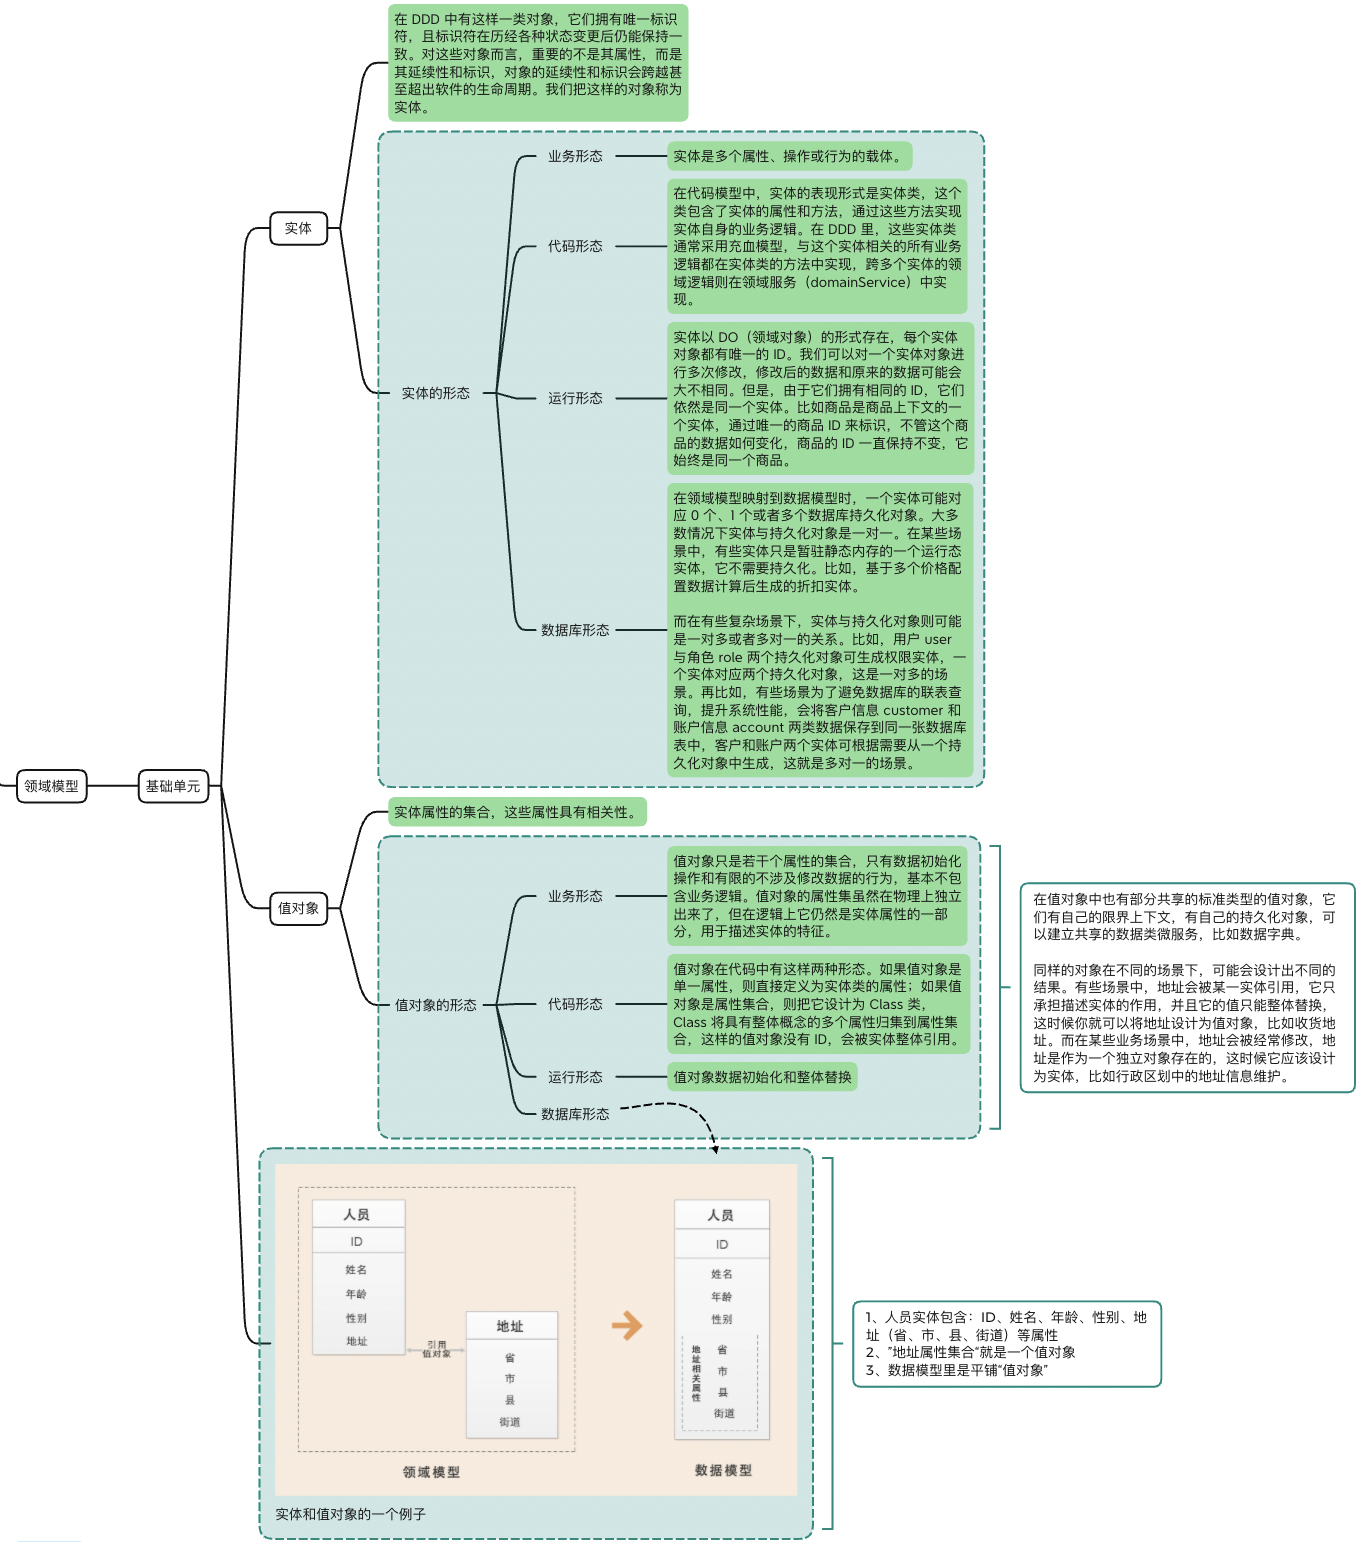 在 DDD 中有这样一类对象，它们拥有唯一标识
符，且标识符在历经各种状态变更后仍能保持一
致。对这些对象而言，重要的不是其属性，而是
其延续性和标识，对象的延续性和标识会跨越甚
至超出软件的生命周期。我们把这样的对象称为
实体。
实体
实体的形态
业务形态
实体是多个属性、操作或行为的载体。
代码形态
在代码模型中，实体的表现形式是实体类，这个
类包含了实体的属性和方法，通过这些方法实现
实体自身的业务逻辑。在 DDD 里，这些实体类
通常采用充血模型，与这个实体相关的所有业务
逻辑都在实体类的方法中实现，跨多个实体的领
域逻辑则在领域服务（domainService）中实
现。
运行形态
实体以 DO（领域对象）的形式存在，每个实体
对象都有唯一的 ID。我们可以对一个实体对象进
行多次修改，修改后的数据和原来的数据可能会
大不相同。但是，由于它们拥有相同的 ID，它们
依然是同一个实体。比如商品是商品上下文的一
个实体，通过唯一的商品 ID 来标识，不管这个商
品的数据如何变化，商品的 ID 一直保持不变，它
始终是同一个商品。
数据库形态
在领域模型映射到数据模型时，一个实体可能对
应 0 个、1 个或者多个数据库持久化对象。大多
数情况下实体与持久化对象是一对一。在某些场
景中，有些实体只是暂驻静态内存的一个运行态
实体，它不需要持久化。比如，基于多个价格配
置数据计算后生成的折扣实体。
而在有些复杂场景下，实体与持久化对象则可能
是一对多或者多对一的关系。比如，用户 user
与角色 role 两个持久化对象可生成权限实体，一
个实体对应两个持久化对象，这是一对多的场
景。再比如，有些场景为了避免数据库的联表查
询，提升系统性能，会将客户信息 customer 和
账户信息 account 两类数据保存到同一张数据库
表中，客户和账户两个实体可根据需要从一个持
久化对象中生成，这就是多对一的场景。
领域模型
基础单元
值对象
实体属性的集合，这些属性具有相关性。
值对象的形态
业务形态
值对象只是若干个属性的集合，只有数据初始化
操作和有限的不涉及修改数据的行为，基本不包
含业务逻辑。值对象的属性集虽然在物理上独立
出来了，但在逻辑上它仍然是实体属性的一部
分，用于描述实体的特征。
代码形态
值对象在代码中有这样两种形态。如果值对象是
单一属性，则直接定义为实体类的属性；如果值
对象是属性集合，则把它设计为 Class 类，
Class 将具有整体概念的多个属性归集到属性集
合，这样的值对象没有 ID，会被实体整体引用。
运行形态
值对象数据初始化和整体替换
数据库形态
在值对象中也有部分共享的标准类型的值对象，它
们有自己的限界上下文，有自己的持久化对象，可
以建立共享的数据类微服务，比如数据字典。
同样的对象在不同的场景下，可能会设计出不同的
结果。有些场景中，地址会被某一实体引用，它只
承担描述实体的作用，并且它的值只能整体替换，
这时候你就可以将地址设计为值对象，比如收货地
址。而在某些业务场景中，地址会被经常修改，地
址是作为一个独立对象存在的，这时候它应该设计
为实体，比如行政区划中的地址信息维护。
人员
ID
姓名
年龄
性别
地址
引用
值对象
地址
省
市
县
街道
领域模型
人员
ID
姓名
年龄
性别
地址相关属性
省
市
县
街道
数据模型
实体和值对象的一个例子
1、人员实体包含：ID、姓名、年龄、性别、地
址（省、市、县、街道）等属性
2、”地址属性集合“就是一个值对象
3、数据模型里是平铺“值对象”